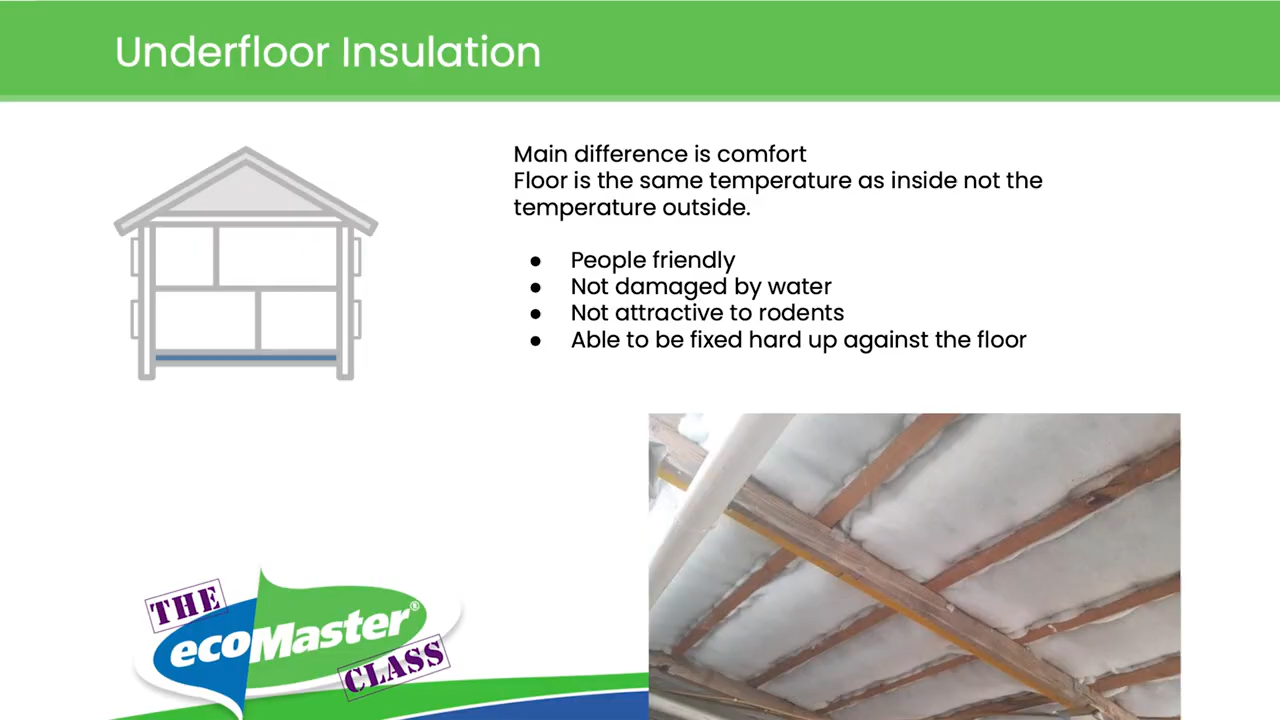 Underfloor Insulation
Main difference is comfort
Floor is the same temperature as inside not the
temperature outside.
● People friendly
● Not damaged by water
● Not attractive to rodents
● Able to be fixed hard up against the floor
THE
ecoMaster®
CLASS